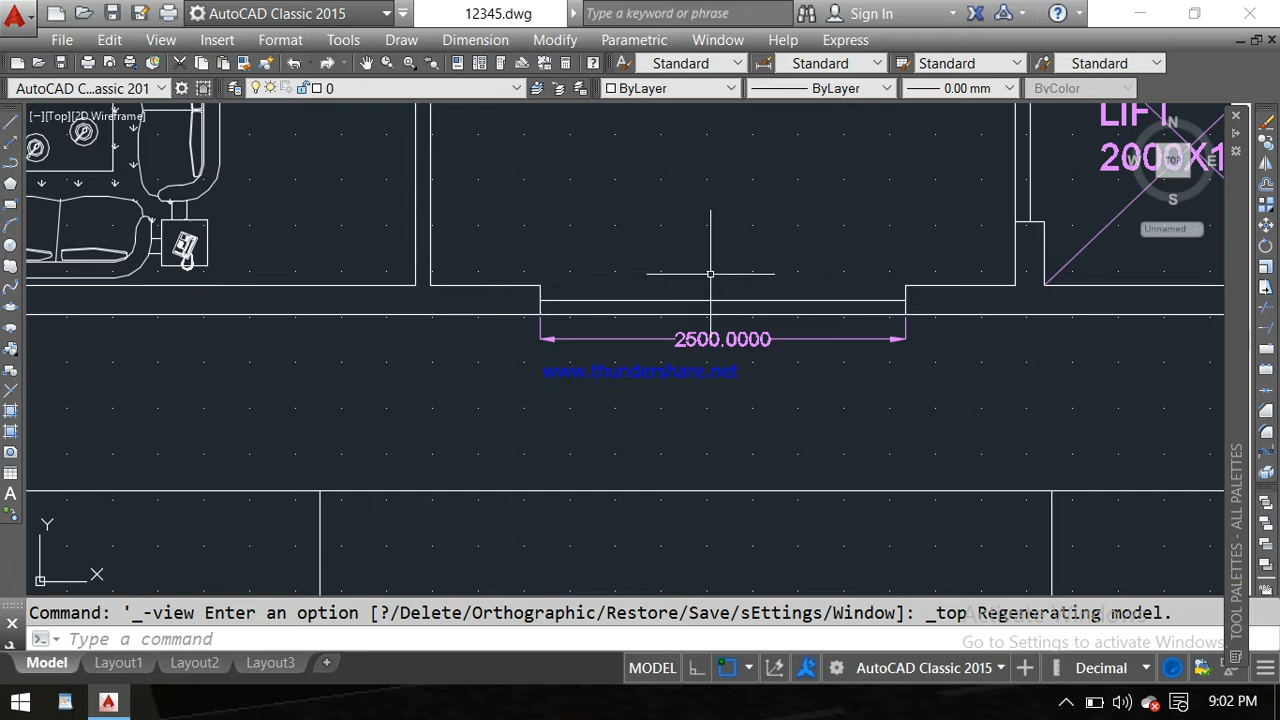 AutoCAD Classic 2015
12345.dwg
Type a keyword or phrase
Sign In
File Edit View Insert Format Tools Draw Dimension Modify Parametric Window Help Express
Standard Standard Standard Standard
AutoCAD C...assic 201 0 ByLayer ByLayer 0.00 mm ByColor
[−][Top][2D Wireframe]
LIFT
2000X1
N
W TOP E
S
Unnamed
2500.0000
www.thundershare.net
Y
X
TOOL PALETTES - ALL PALETTES
Command: '_-view Enter an option [?/Delete/Orthographic/Restore/Save/sEttings/Window]: _top Regenerating model.
Activate Windows
Type a command
Go to Settings to activate Windows.
Model Layout1 Layout2 Layout3
MODEL AutoCAD Classic 2015 Decimal
9:02 PM